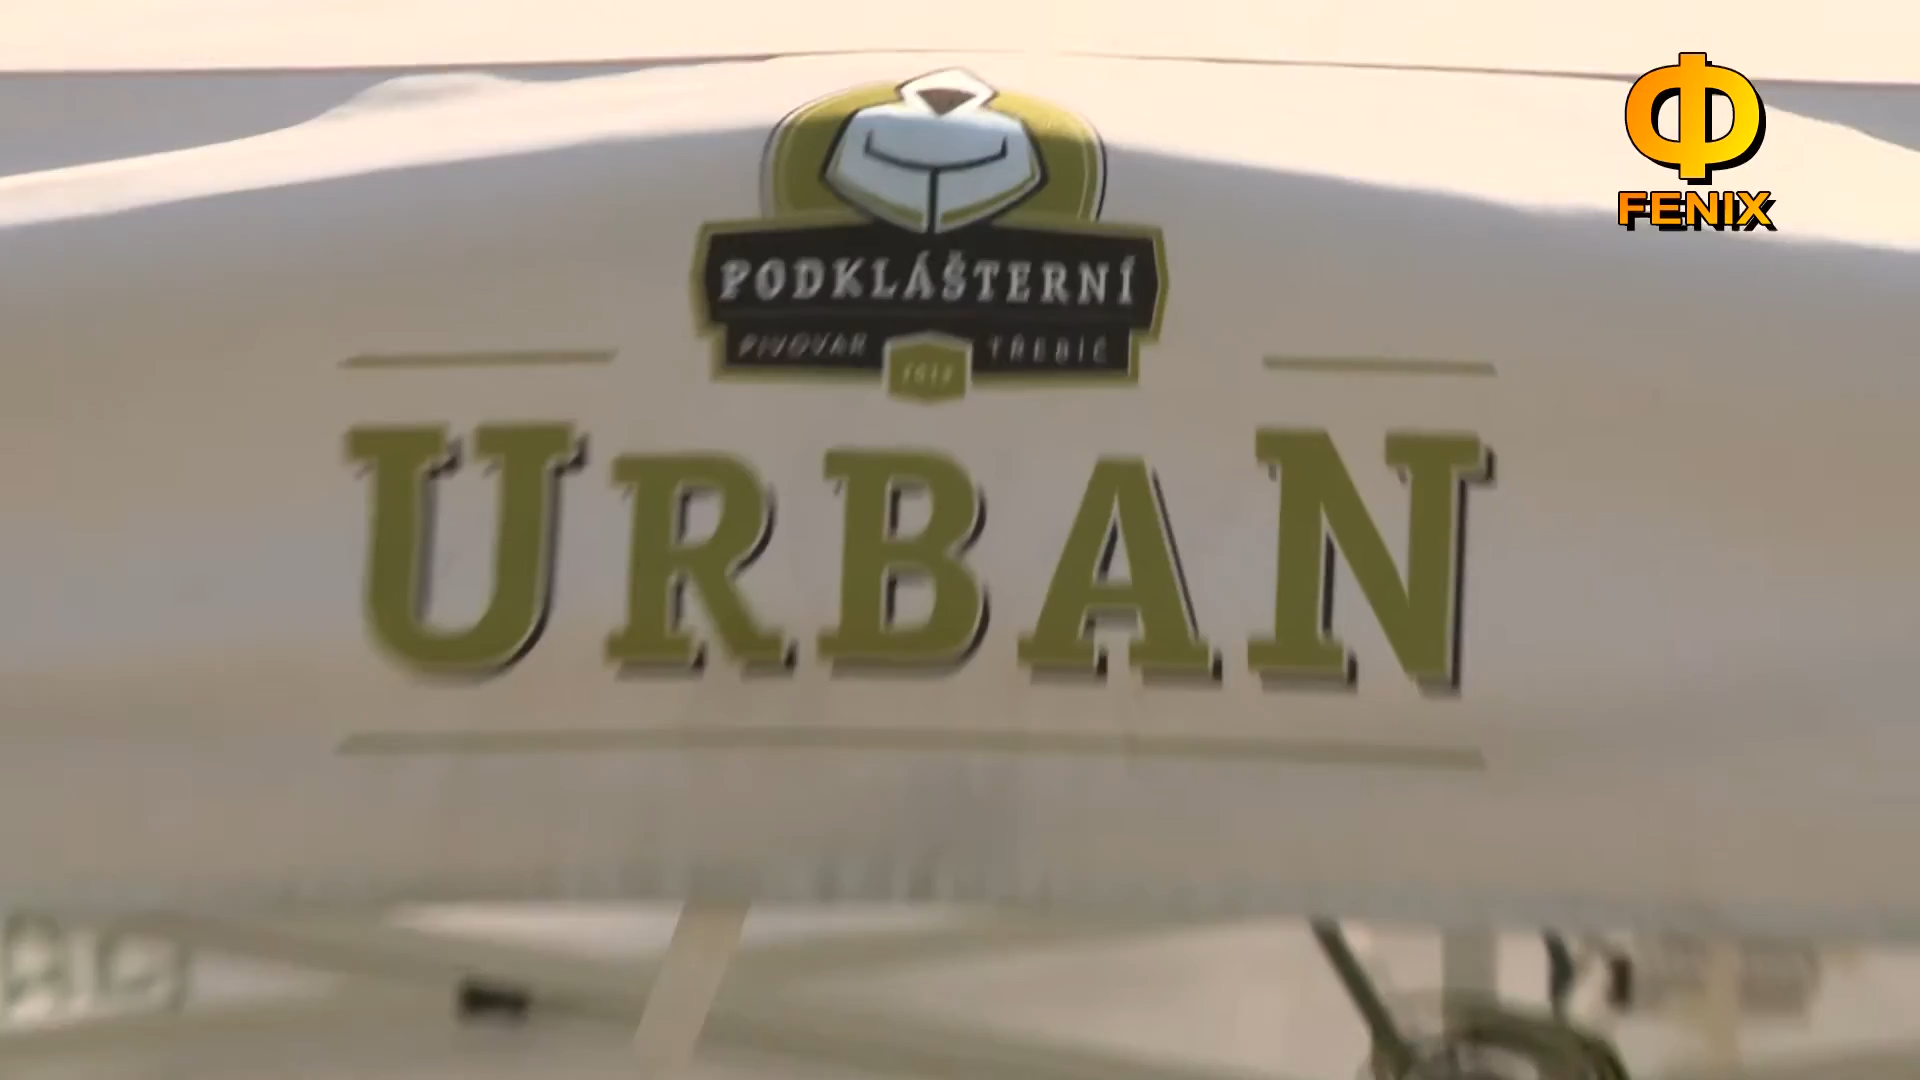 Ф
FENIX
PODKLÁŠTERNÍ
PIVOVAR TŘEBÍČ
URBAN